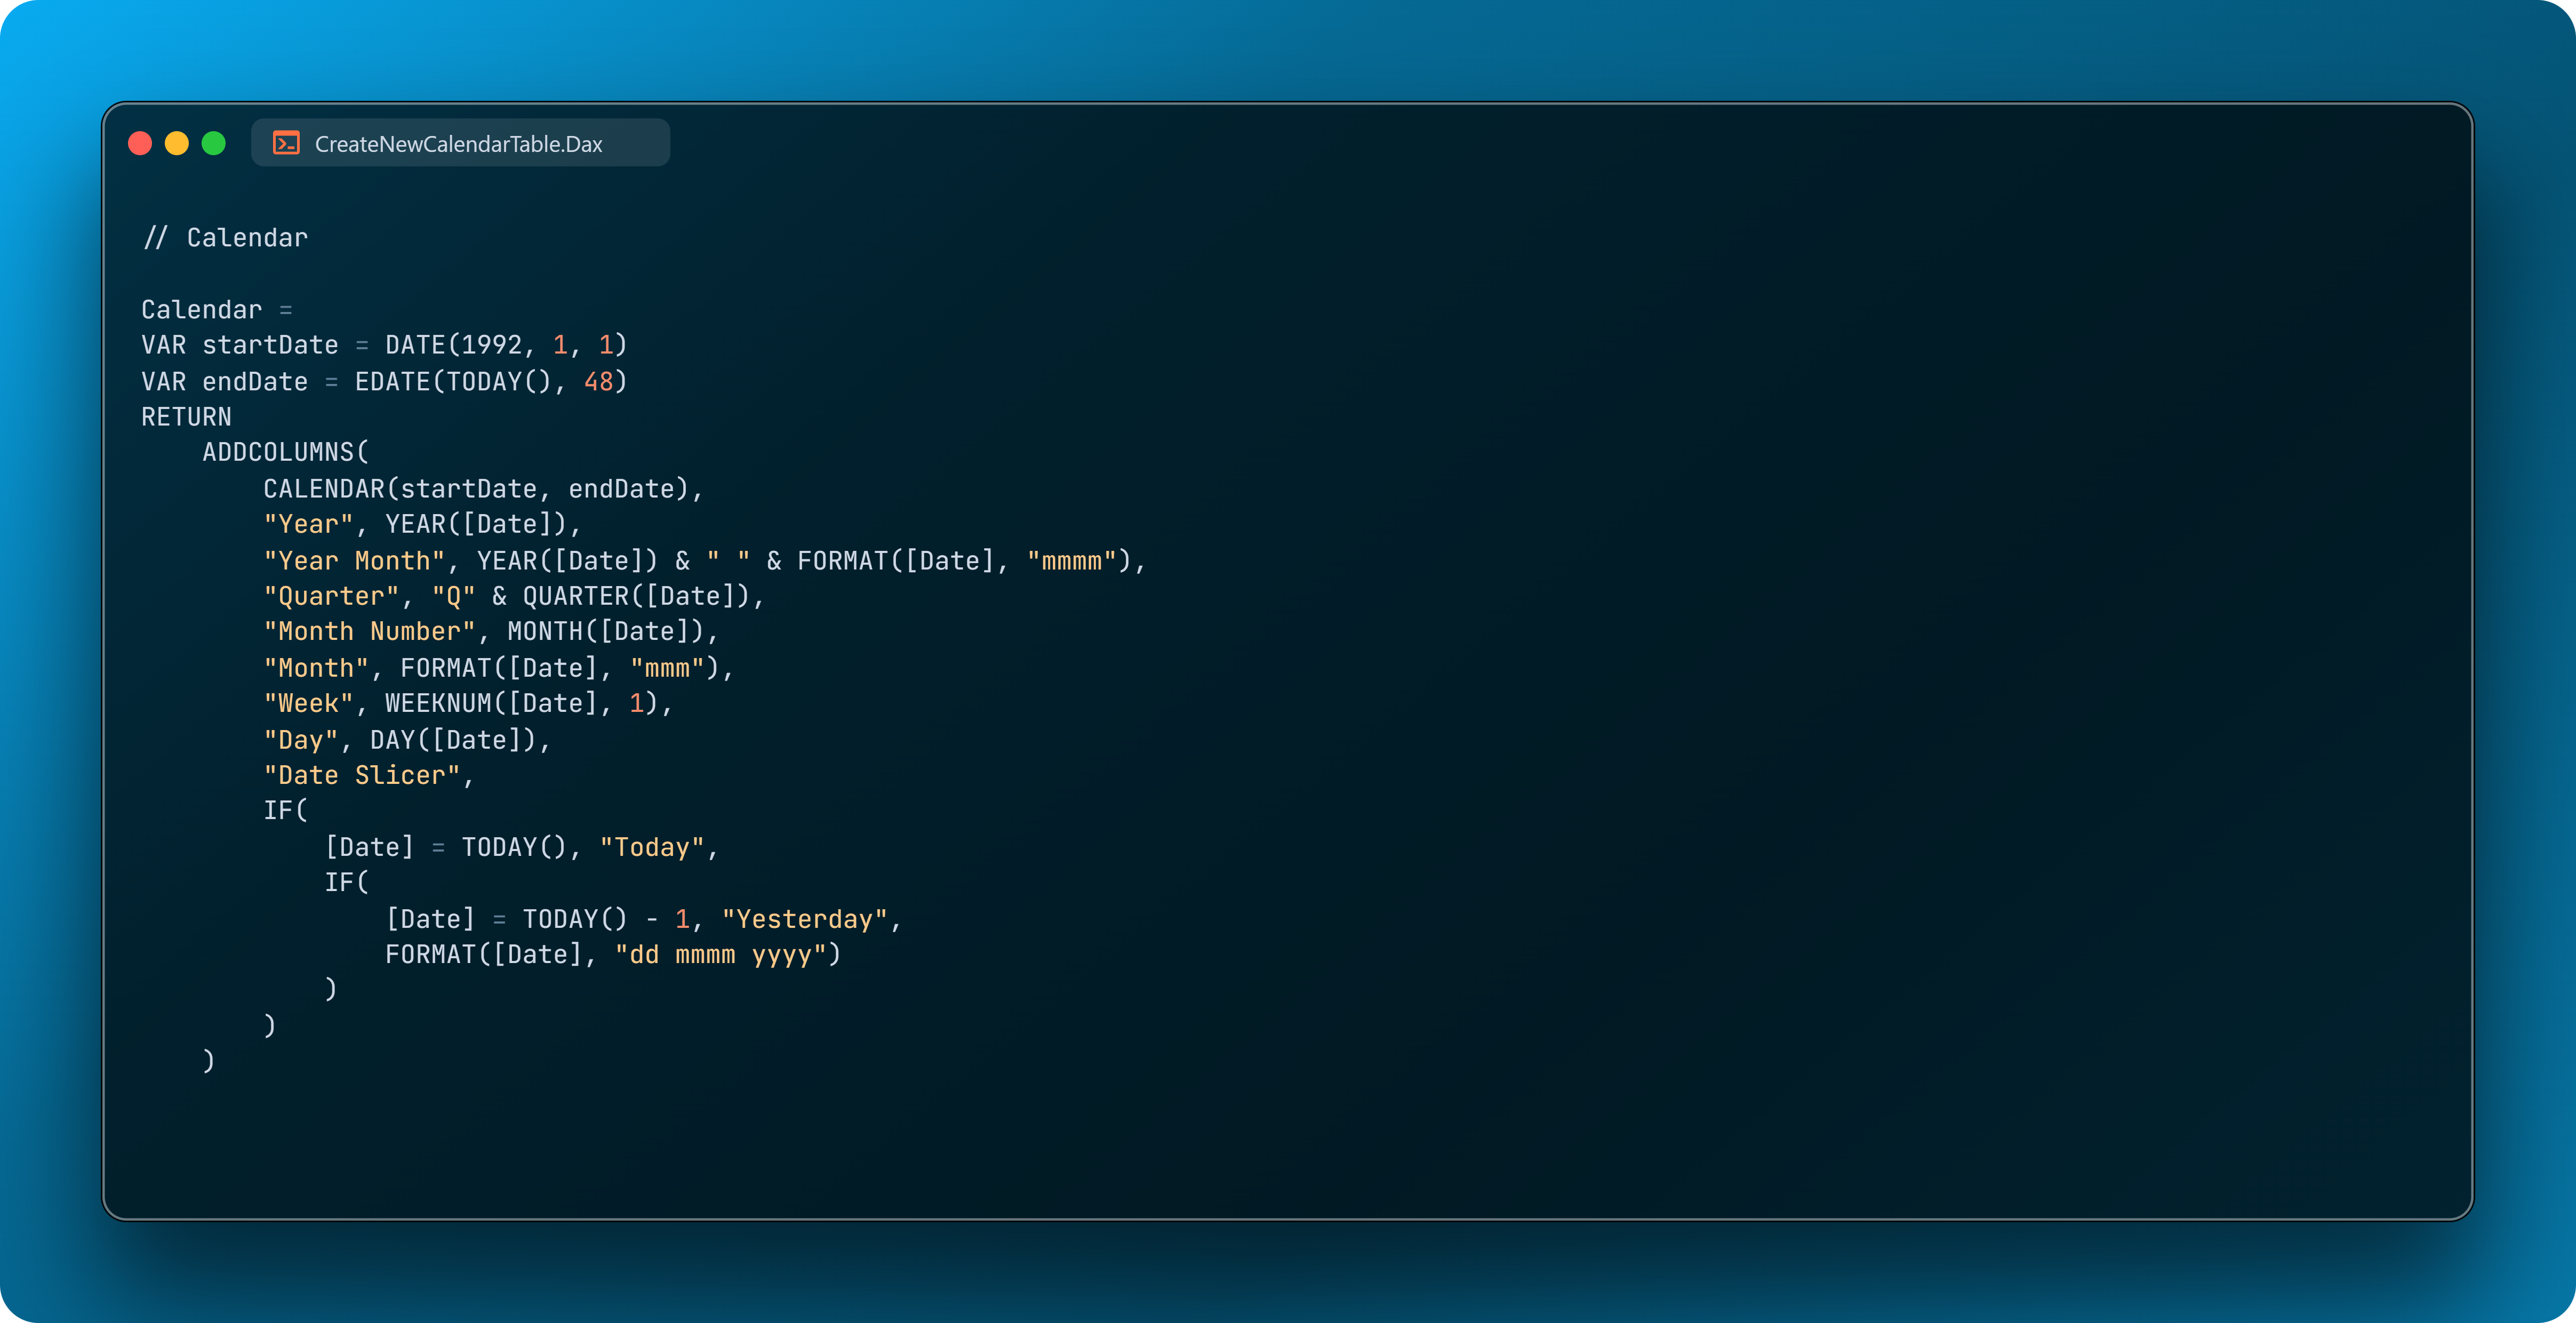 CreateNewCalendarTable.Dax
// Calendar
Calendar =
VAR startDate = DATE(1992, 1, 1)
VAR endDate = EDATE(TODAY(), 48)
RETURN
    ADDCOLUMNS(
        CALENDAR(startDate, endDate),
        "Year", YEAR([Date]),
        "Year Month", YEAR([Date]) & " " & FORMAT([Date], "mmmm"),
        "Quarter", "Q" & QUARTER([Date]),
        "Month Number", MONTH([Date]),
        "Month", FORMAT([Date], "mmm"),
        "Week", WEEKNUM([Date], 1),
        "Day", DAY([Date]),
        "Date Slicer",
        IF(
            [Date] = TODAY(), "Today",
            IF(
                [Date] = TODAY() - 1, "Yesterday",
                FORMAT([Date], "dd mmmm yyyy")
            )
        )
    )